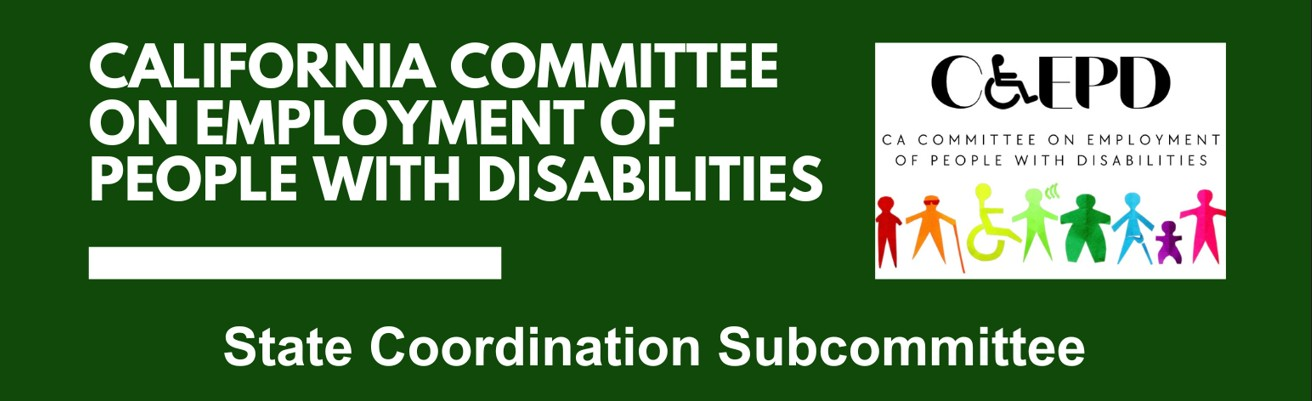 CALIFORNIA COMMITTEE
ON EMPLOYMENT OF
PEOPLE WITH DISABILITIES
CEPD
CA COMMITTEE ON EMPLOYMENT
OF PEOPLE WITH DISABILITIES
State Coordination Subcommittee